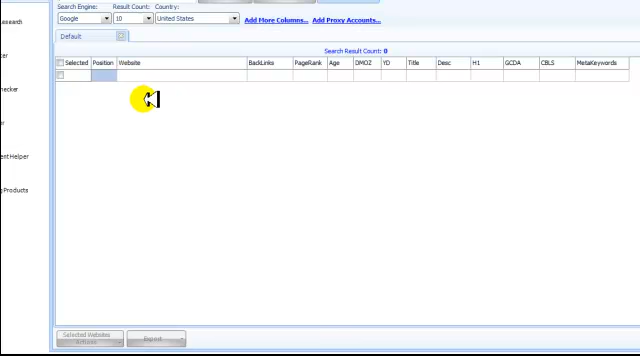 Search Engine: Result Count: Country:
Google 10 United States Add More Columns... Add Proxy Accounts...
Default
Search Result Count: 0
Selected Position Website BackLinks PageRank Age DMOZ YD Title Desc H1 GCDA CBLS MetaKeywords
Selected Websites
Actions
Export